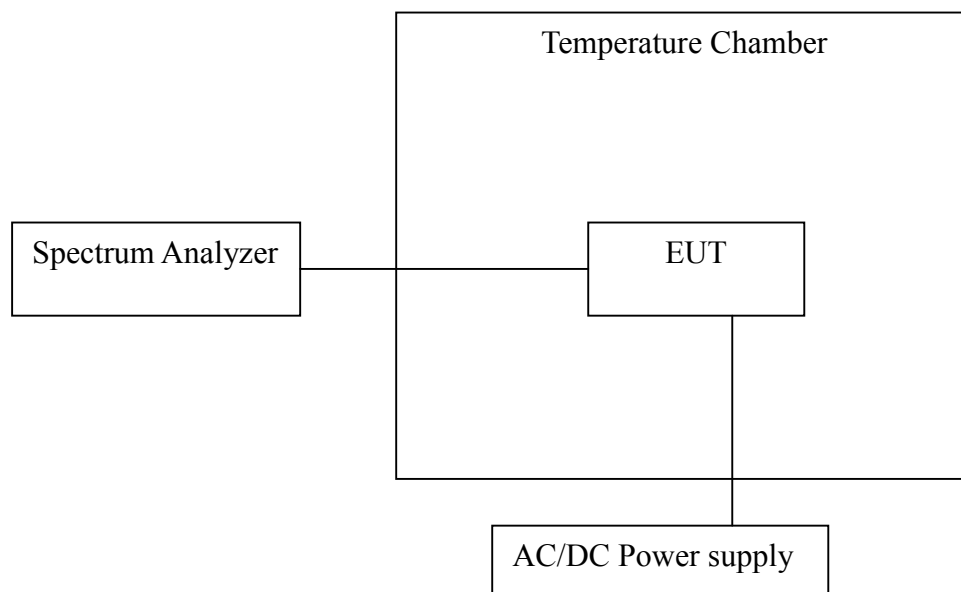 Temperature Chamber
Spectrum Analyzer
EUT
AC/DC Power supply